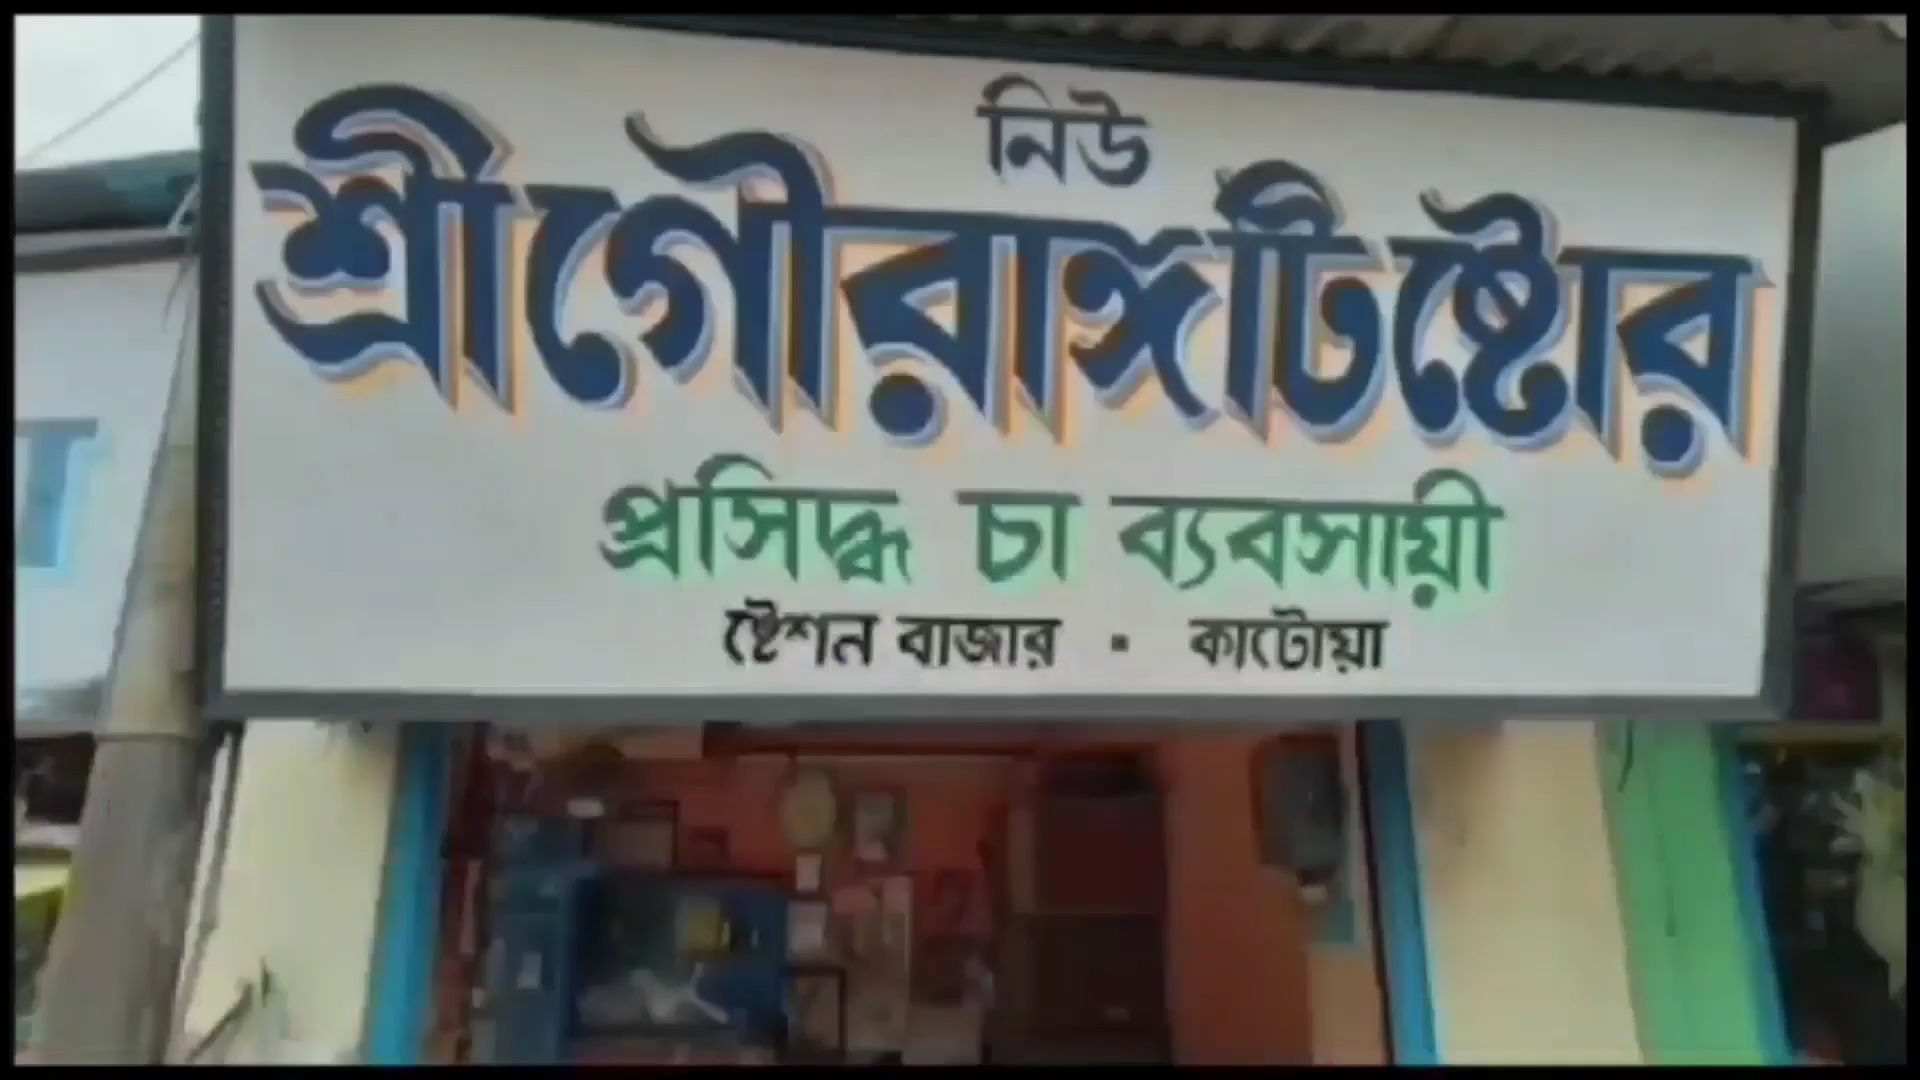 নিউ
শ্রীগৌরাঙ্গটিষ্টোর
প্রসিদ্ধ চা ব্যবসায়ী
ষ্টেশন বাজার • কাটোয়া